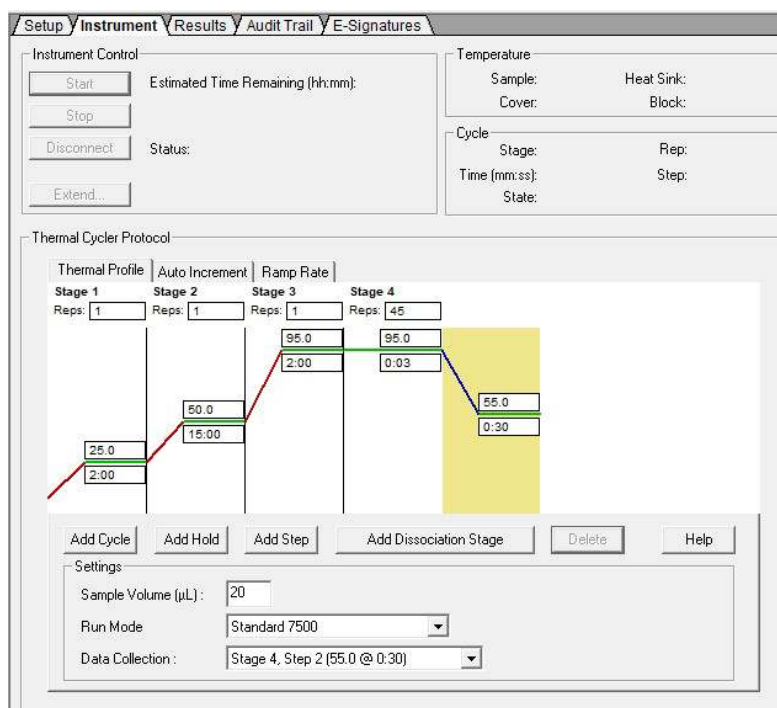 Setup Instrument Results Audit Trail E-Signatures
Instrument Control
Start Estimated Time Remaining (hh:mm):
Stop
Disconnect Status:
Extend...
Temperature
Sample: Heat Sink:
Cover: Block:
Cycle
Stage: Rep:
Time (mm:ss): Step:
State:
Thermal Cycler Protocol
Thermal Profile Auto Increment Ramp Rate
Stage 1 Stage 2 Stage 3 Stage 4
Reps: 1 Reps: 1 Reps: 1 Reps: 45
95.0 95.0
2:00 0:03
50.0 55.0
15:00 0:30
25.0
2:00
Add Cycle Add Hold Add Step Add Dissociation Stage Delete Help
Settings
Sample Volume (µL) : 20
Run Mode Standard 7500
Data Collection : Stage 4, Step 2 (55.0 @ 0:30)